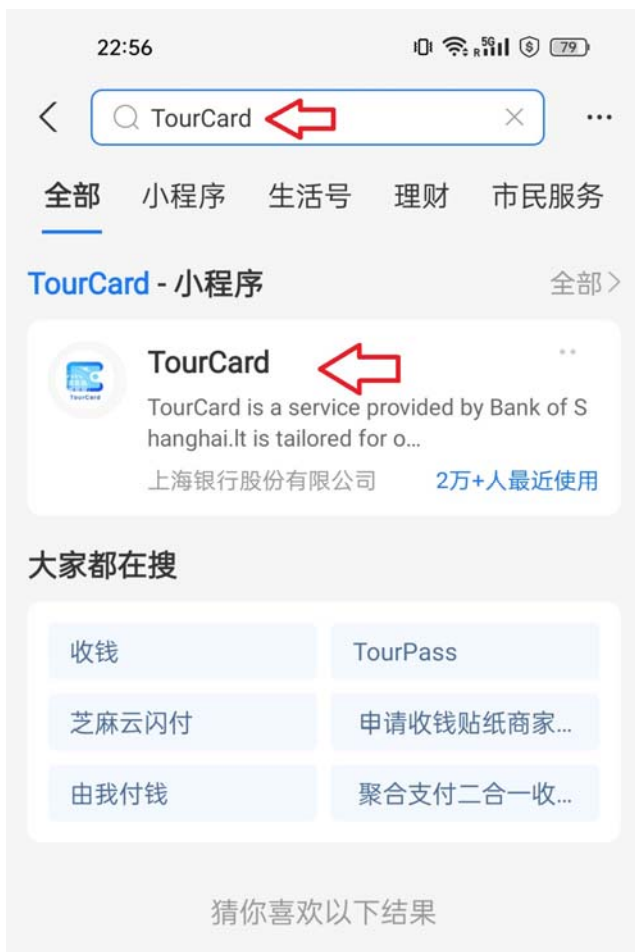 22:56
R 5G
79
TourCard
全部 小程序 生活号 理财 市民服务
TourCard - 小程序 全部
TourCard
TourCard is a service provided by Bank of S
hanghai.It is tailored for o...
上海银行股份有限公司 2万+人最近使用
TourCard
大家都在搜
收钱 TourPass
芝麻云闪付 申请收钱贴纸商家...
由我付钱 聚合支付二合一收...
猜你喜欢以下结果